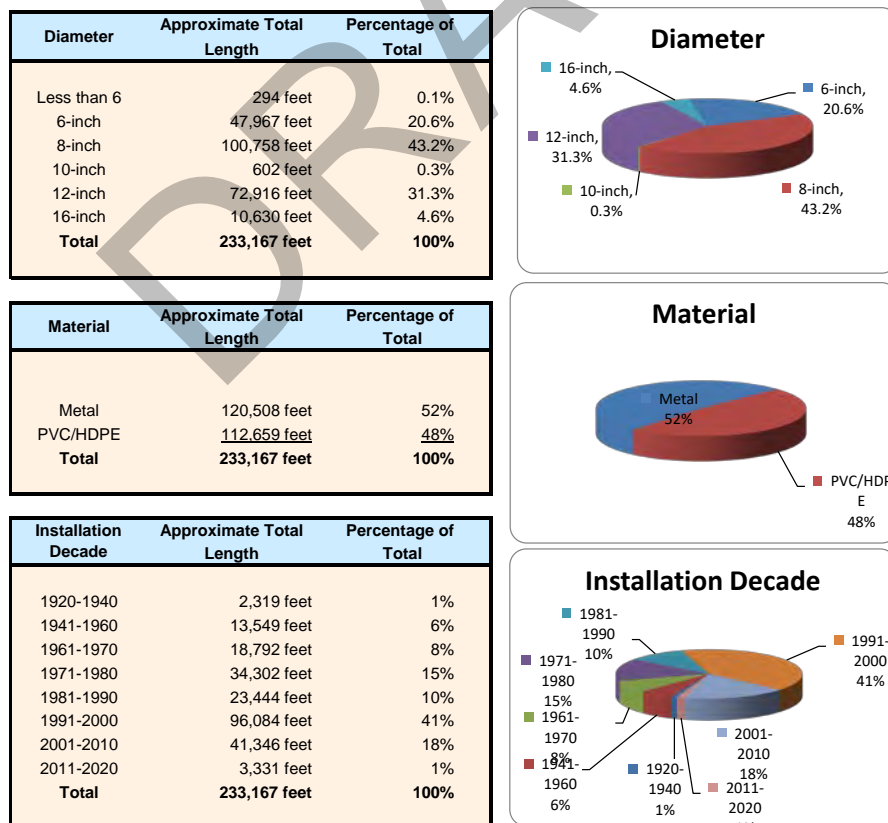 Diameter Approximate Total Length Percentage of Total
Less than 6 294 feet 0.1%
6-inch 47,967 feet 20.6%
8-inch 100,758 feet 43.2%
10-inch 602 feet 0.3%
12-inch 72,916 feet 31.3%
16-inch 10,630 feet 4.6%
Total 233,167 feet 100%
Diameter
16-inch,
4.6%
6-inch,
20.6%
12-inch,
31.3%
10-inch,
0.3%
8-inch,
43.2%
Material Approximate Total Length Percentage of Total
Metal 120,508 feet 52%
PVC/HDPE 112,659 feet 48%
Total 233,167 feet 100%
Material
Metal
52%
PVC/HDP
E
48%
Installation Decade Approximate Total Length Percentage of Total
1920-1940 2,319 feet 1%
1941-1960 13,549 feet 6%
1961-1970 18,792 feet 8%
1971-1980 34,302 feet 15%
1981-1990 23,444 feet 10%
1991-2000 96,084 feet 41%
2001-2010 41,346 feet 18%
2011-2020 3,331 feet 1%
Total 233,167 feet 100%
Installation Decade
1981-
1990
10%
1991-
2000
41%
1971-
1980
15%
1961-
1970
8%
1941-
1960
6%
1920-
1940
1%
2001-
2010
18%
2011-
2020
DRA